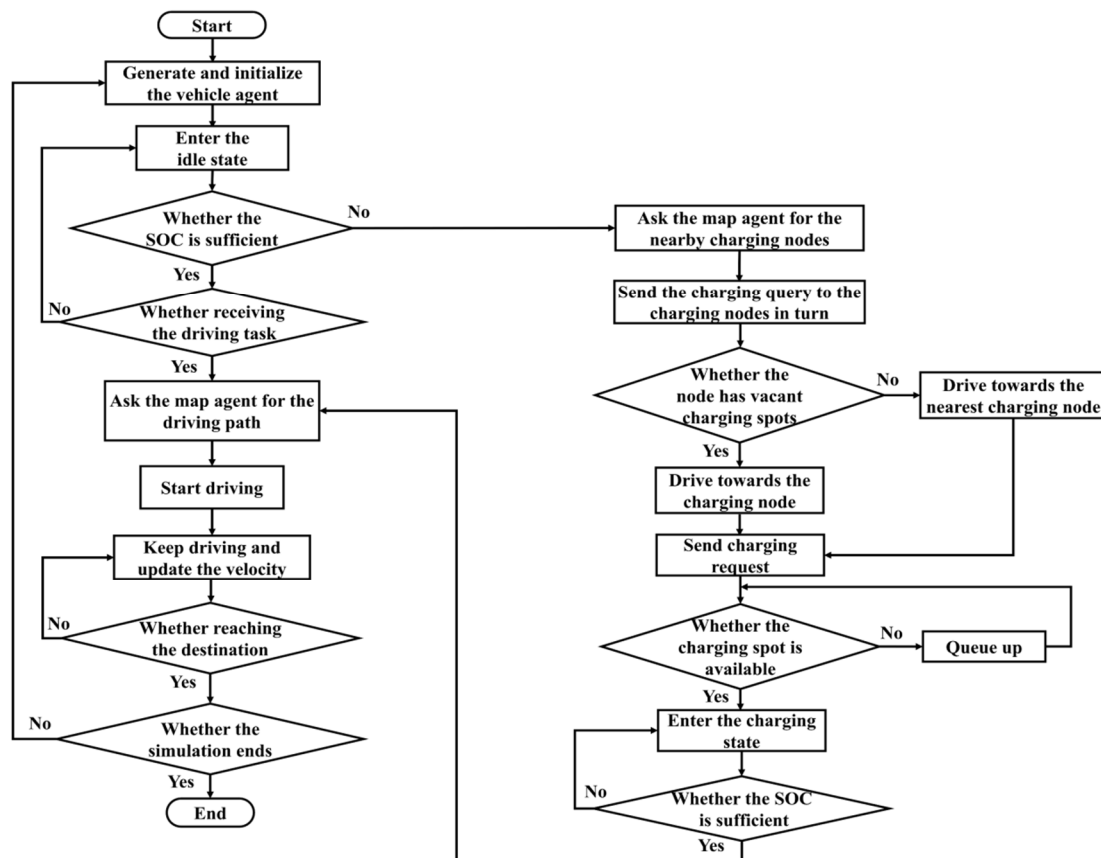 Start
Generate and initialize
the vehicle agent
Enter the
idle state
Whether the
SOC is sufficient
No
Yes
No
Whether receiving
the driving task
Yes
Ask the map agent for the
driving path
Start driving
Keep driving and
update the velocity
No
Whether reaching
the destination
Yes
No
Whether the
simulation ends
Yes
End
Ask the map agent for the
nearby charging nodes
Send the charging query to the
charging nodes in turn
Whether the
node has vacant
charging spots
No
Drive towards the
nearest charging node
Yes
Drive towards the
charging node
Send charging
request
Whether the
charging spot is
available
No
Queue up
Yes
Enter the charging
state
No
Whether the SOC
is sufficient
Yes